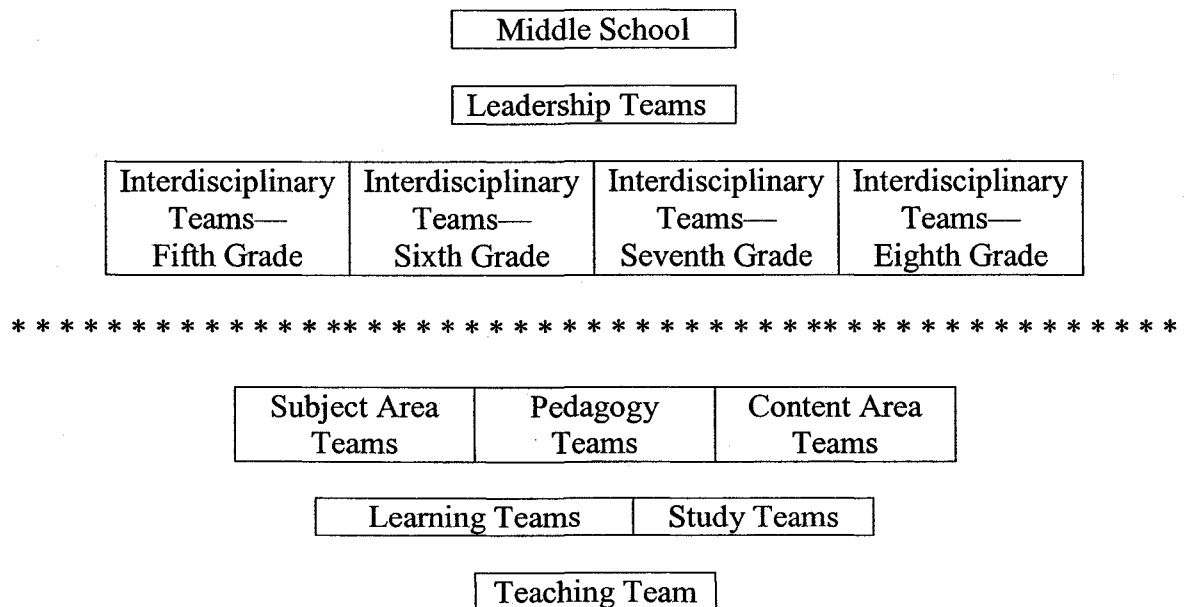 Middle School
Leadership Teams
Interdisciplinary Teams— Fifth Grade
Interdisciplinary Teams— Sixth Grade
Interdisciplinary Teams— Seventh Grade
Interdisciplinary Teams— Eighth Grade
* * * * * * * * * * * * * ** * * * * * * * * * * * * * * * * * * * ** * * * * * * * * * * * * * *
Subject Area Teams
Pedagogy Teams
Content Area Teams
Learning Teams
Study Teams
Teaching Team